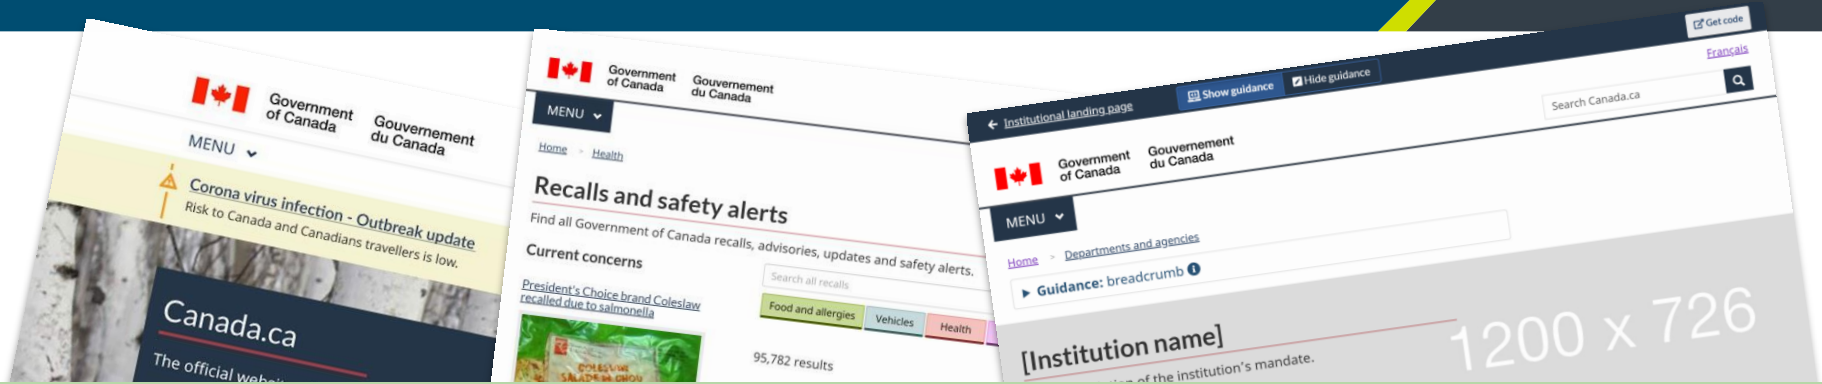 Government
of Canada
Gouvernement
du Canada
MENU
Corona virus infection - Outbreak update
Risk to Canada and Canadians travellers is low.
Canada.ca
The official
Government
of Canada
Gouvernement
du Canada
MENU
Home > Health
Recalls and safety alerts
Find all Government of Canada recalls, advisories, updates and safety alerts.
Current concerns
President's Choice brand Coleslaw
recalled due to salmonella
Search all recalls
Food and allergies
Vehicles
Health
95,782 results
COLESLAW
SALADE DE CHOU
Get code
Français
Institutional landing page
Show guidance
Hide guidance
Search Canada.ca
Government
of Canada
Gouvernement
du Canada
MENU
Home > Departments and agencies
Guidance: breadcrumb
[Institution name]
of the institution's mandate.
1200 x 726